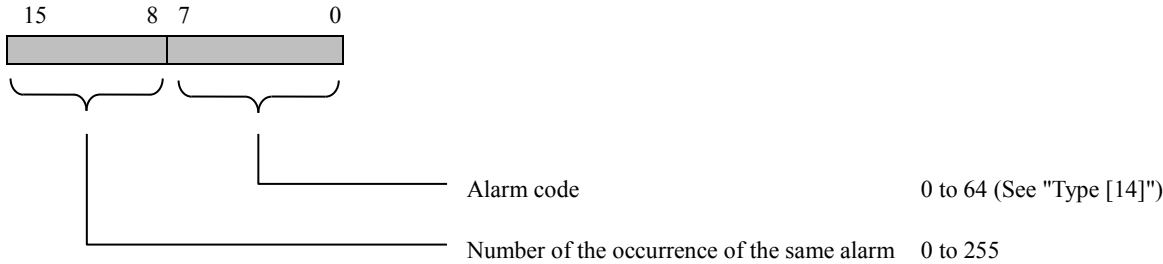 15 8 7 0
Alarm code 0 to 64 (See "Type [14]")
Number of the occurrence of the same alarm 0 to 255